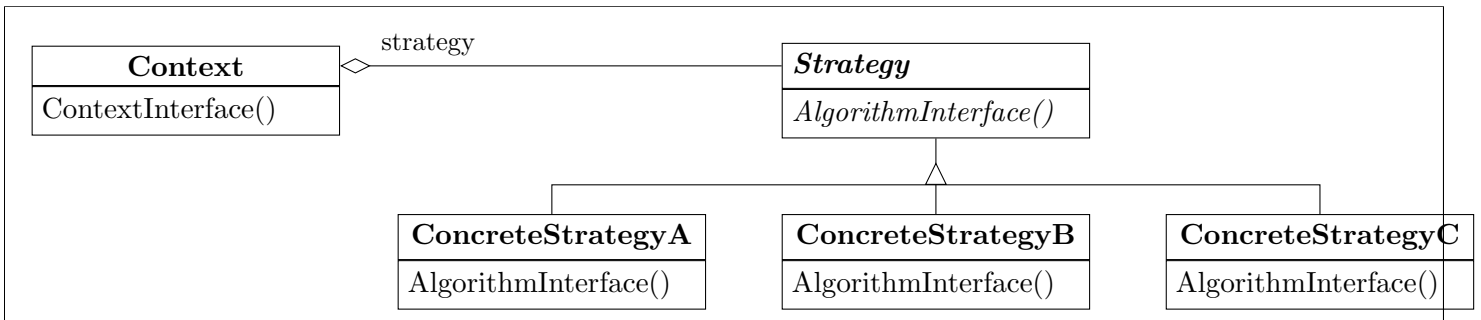 strategy
Context
ContextInterface()
Strategy
AlgorithmInterface()
ConcreteStrategyA
AlgorithmInterface()
ConcreteStrategyB
AlgorithmInterface()
ConcreteStrategyC
AlgorithmInterface()